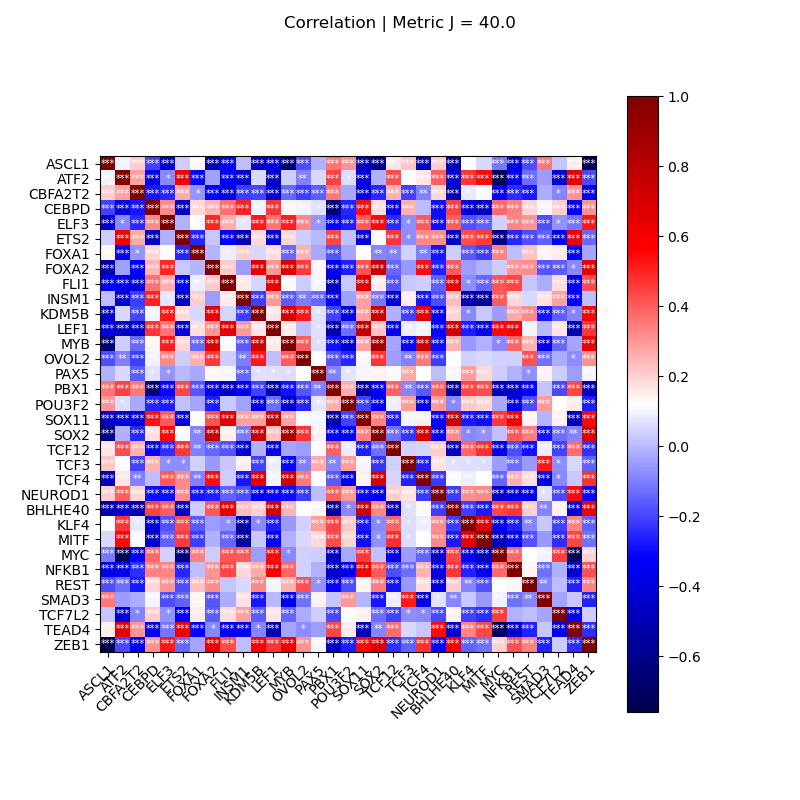 Correlation | Metric J = 40.0
ASCL1
ATF2
CBFA2T2
CEBPD
ELF3
ETS2
FOXA1
FOXA2
FLI1
INSM1
KDM5B
LEF1
MYB
OVOL2
PAX5
PBX1
POU3F2
SOX11
SOX2
TCF12
TCF3
TCF4
NEUROD1
BHLHE40
KLF4
MITF
MYC
NFKB1
REST
SMAD3
TCF7L2
TEAD4
ZEB1
ASCL1
ATF2
CBFA2T2
CEBPD
ELF3
ETS2
FOXA1
FOXA2
FLI1
INSM1
KDM5B
LEF1
MYB
OVOL2
PAX5
PBX1
POU3F2
SOX11
SOX2
TCF12
TCF3
TCF4
NEUROD1
BHLHE40
KLF4
MITF
MYC
NFKB1
REST
SMAD3
TCF7L2
TEAD4
ZEB1
1.0
0.8
0.6
0.4
0.2
0.0
−0.2
−0.4
−0.6